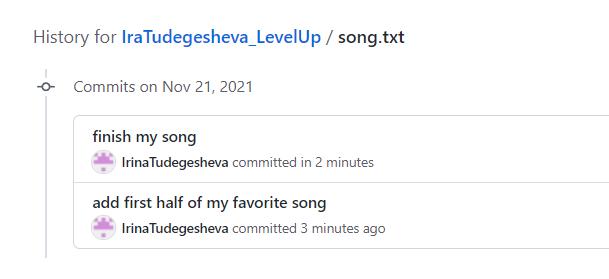 History for IraTudegesheva_LevelUp / song.txt
Commits on Nov 21, 2021
finish my song
IrinaTudegesheva committed in 2 minutes
add first half of my favorite song
IrinaTudegesheva committed 3 minutes ago